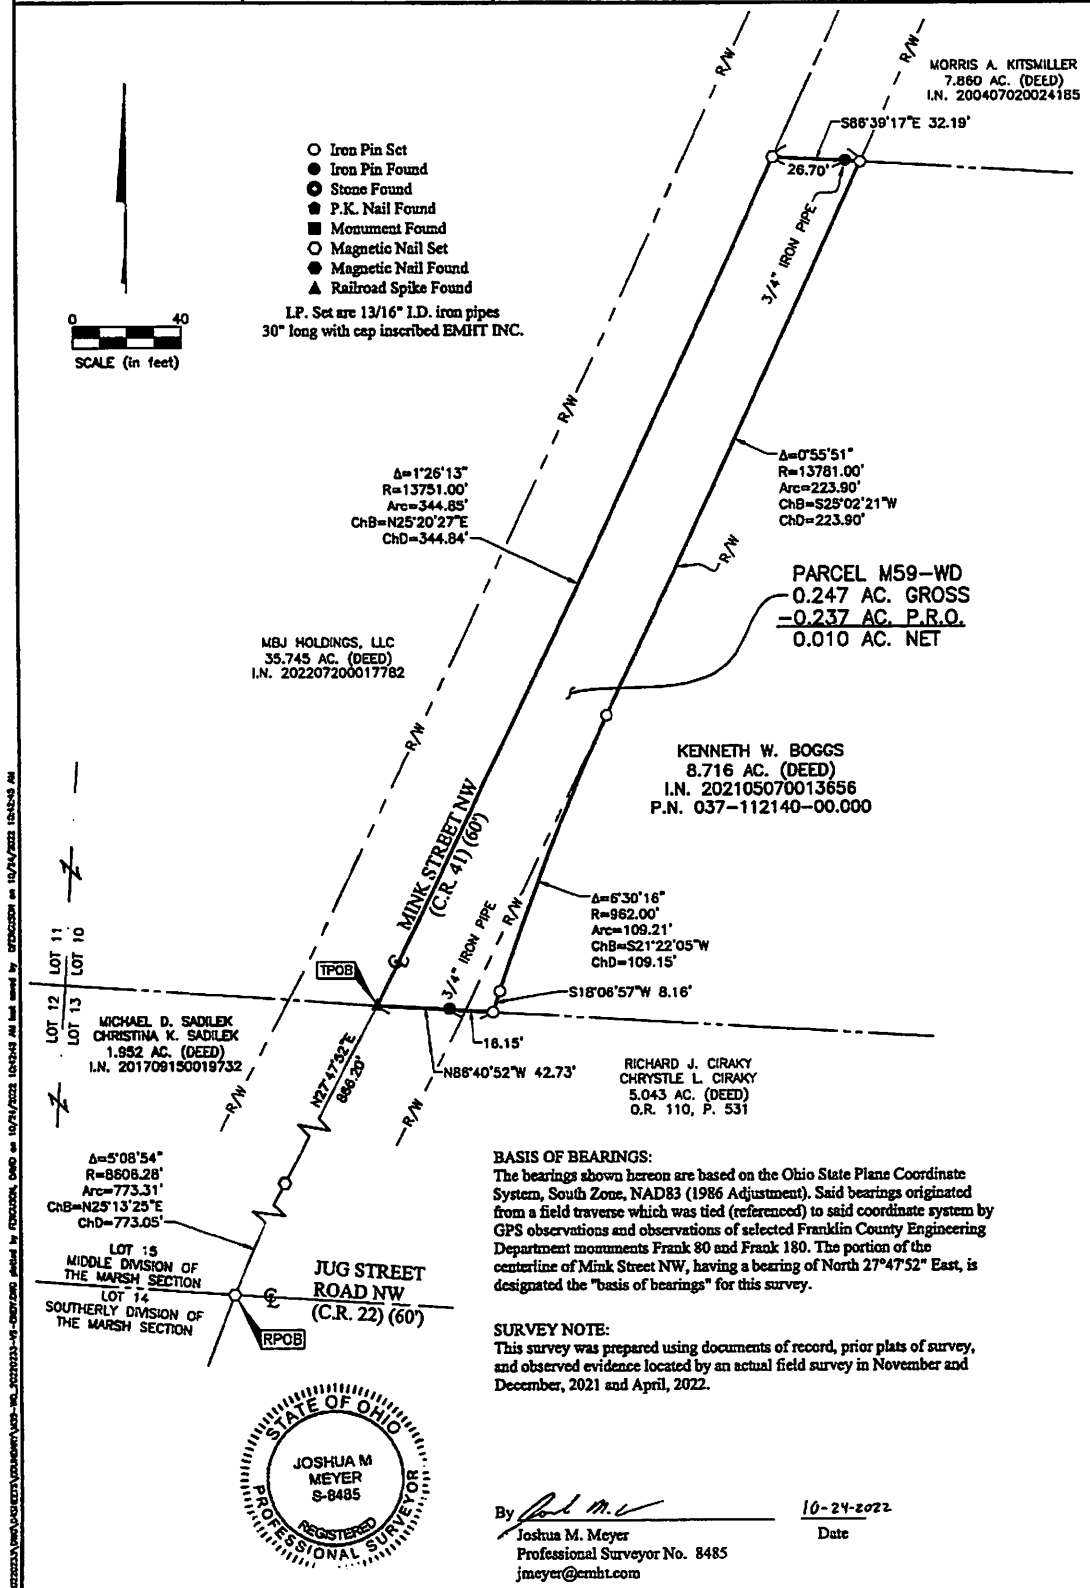 R/W
R/W
MORRIS A. KITSMILLER
7.860 AC. (DEED)
I.N. 200407020024185
S86°39'17"E 32.19'
26.70'
3/4" IRON PIPE
Iron Pin Set
Iron Pin Found
Stone Found
P.K. Nail Found
Monument Found
Magnetic Nail Set
Magnetic Nail Found
Railroad Spike Found
I.P. Set are 13/16" I.D. iron pipes
30" long with cap inscribed EMHT INC.
0 40
SCALE (in feet)
R/W
Δ=1°26'13"
R=13751.00'
Arc=344.85'
ChB=N25°20'27"E
ChD=344.84'
Δ=0°55'51"
R=13781.00'
Arc=223.90'
ChB=S25°02'21"W
ChD=223.90'
R/W
PARCEL M59-WD
0.247 AC. GROSS
-0.237 AC. P.R.O.
0.010 AC. NET
MBJ HOLDINGS, LLC
35.745 AC. (DEED)
I.N. 202207200017782
R/W
KENNETH W. BOGGS
8.716 AC. (DEED)
I.N. 202105070013656
P.N. 037-112140-00.000
MINK STREET NW
(C.R. 41) (60')
Δ=6°30'16"
R=962.00'
Arc=109.21'
ChB=S21°22'05"W
ChD=109.15'
R/W
3/4" IRON PIPE
TPOB
S18°06'57"W 8.16'
LOT 11
LOT 10
LOT 12
LOT 13
MICHAEL D. SADILEK
CHRISTINA K. SADILEK
1.952 AC. (DEED)
I.N. 201709150019732
16.15'
N86°40'52"W 42.73'
N27°47'52"E
866.20'
R/W
R/W
RICHARD J. CIRAKY
CHRYSTLE L. CIRAKY
5.043 AC. (DEED)
O.R. 110, P. 531
Δ=5°08'54"
R=8606.28'
Arc=773.31'
ChB=N25°13'25"E
ChD=773.05'
LOT 15
MIDDLE DIVISION OF
THE MARSH SECTION
LOT 14
SOUTHERLY DIVISION OF
THE MARSH SECTION
JUG STREET
ROAD NW
(C.R. 22) (60')
RPOB
BASIS OF BEARINGS:
The bearings shown hereon are based on the Ohio State Plane Coordinate
System, South Zone, NAD83 (1986 Adjustment). Said bearings originated
from a field traverse which was tied (referenced) to said coordinate system by
GPS observations and observations of selected Franklin County Engineering
Department monuments Frank 80 and Frank 180. The portion of the
centerline of Mink Street NW, having a bearing of North 27°47'52" East, is
designated the "basis of bearings" for this survey.
SURVEY NOTE:
This survey was prepared using documents of record, prior plats of survey,
and observed evidence located by an actual field survey in November and
December, 2021 and April, 2022.
STATE OF OHIO
JOSHUA M
MEYER
S-8485
REGISTERED
PROFESSIONAL SURVEYOR
By
10-24-2022
Joshua M. Meyer
Date
Professional Surveyor No. 8485
jmeyer@emht.com